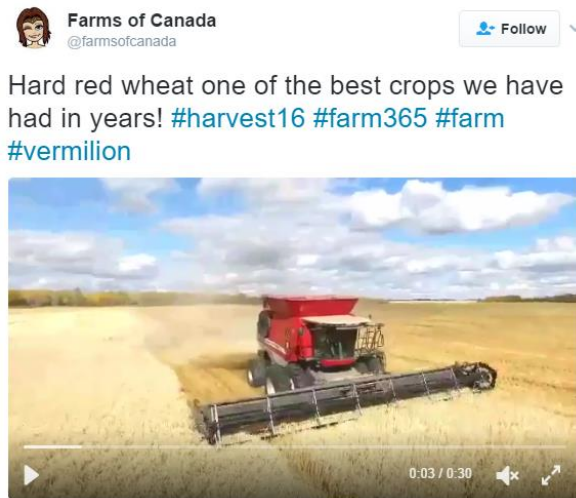 Farms of Canada
@farmsofcanada
Follow
Hard red wheat one of the best crops we have
had in years! #harvest16 #farm365 #farm
#vermilion
0:03 / 0:30